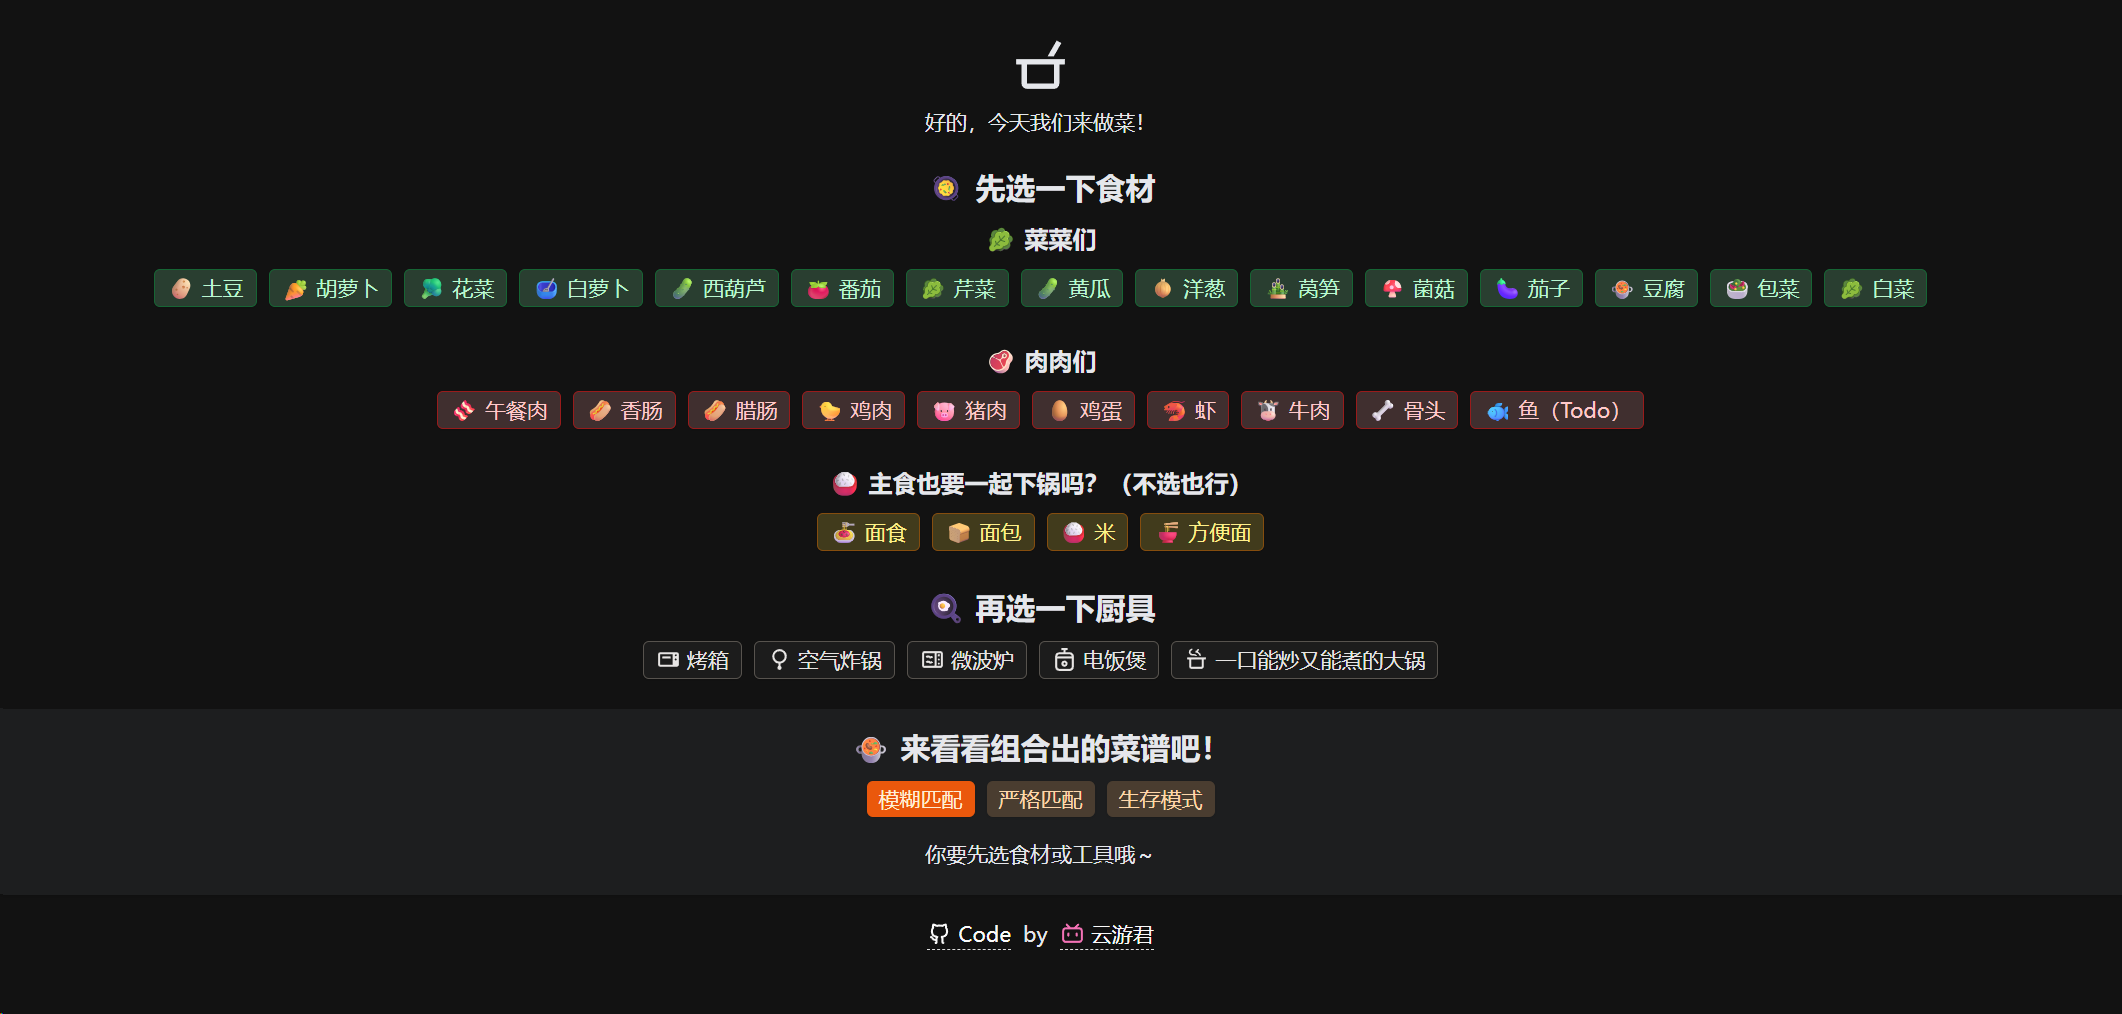 好的，今天我们来做菜！
先选一下食材
菜菜们
土豆 胡萝卜 花菜 白萝卜 西葫芦 番茄 芹菜 黄瓜 洋葱 莴笋 菌菇 茄子 豆腐 包菜 白菜
肉肉们
午餐肉 香肠 腊肠 鸡肉 猪肉 鸡蛋 虾 牛肉 骨头 鱼（Todo）
主食也要一起下锅吗？（不选也行）
面食 面包 米 方便面
再选一下厨具
烤箱 空气炸锅 微波炉 电饭煲 一口能炒又能煮的大锅
来看看组合出的菜谱吧！
模糊匹配 严格匹配 生存模式
你要先选食材或工具哦～
Code by 云游君